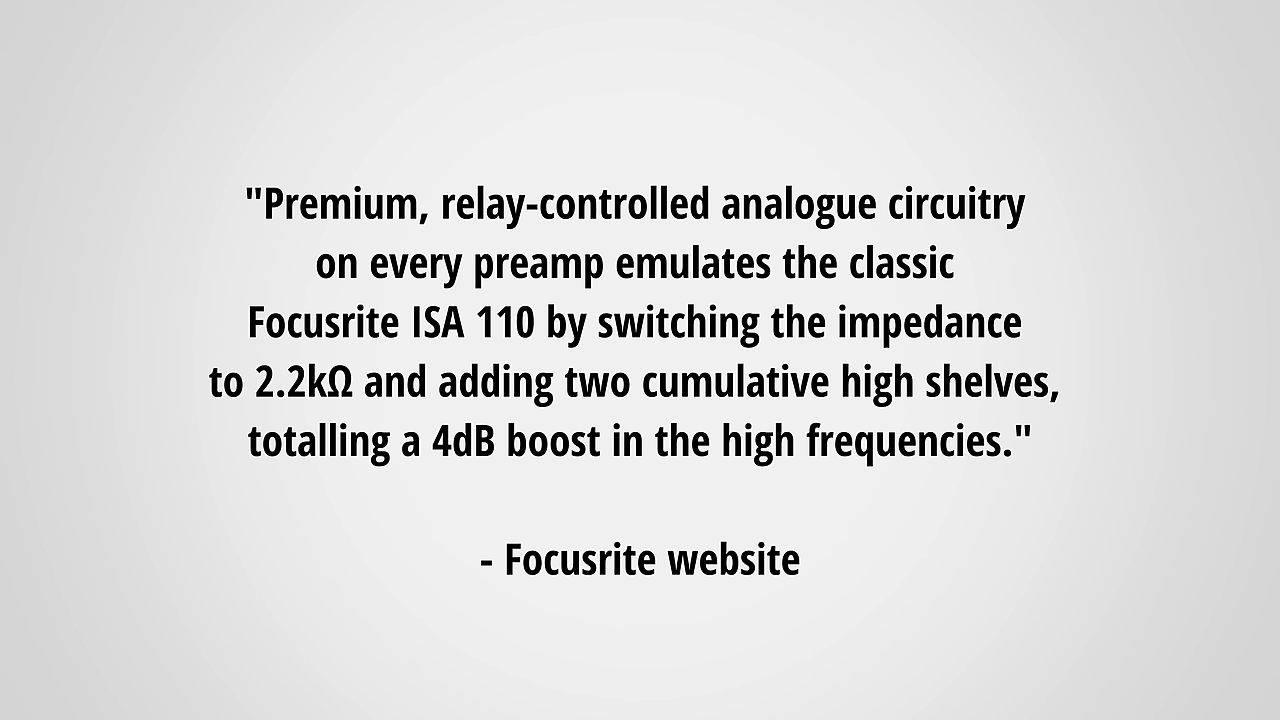 "Premium, relay-controlled analogue circuitry
on every preamp emulates the classic
Focusrite ISA 110 by switching the impedance
to 2.2kΩ and adding two cumulative high shelves,
totalling a 4dB boost in the high frequencies."
- Focusrite website